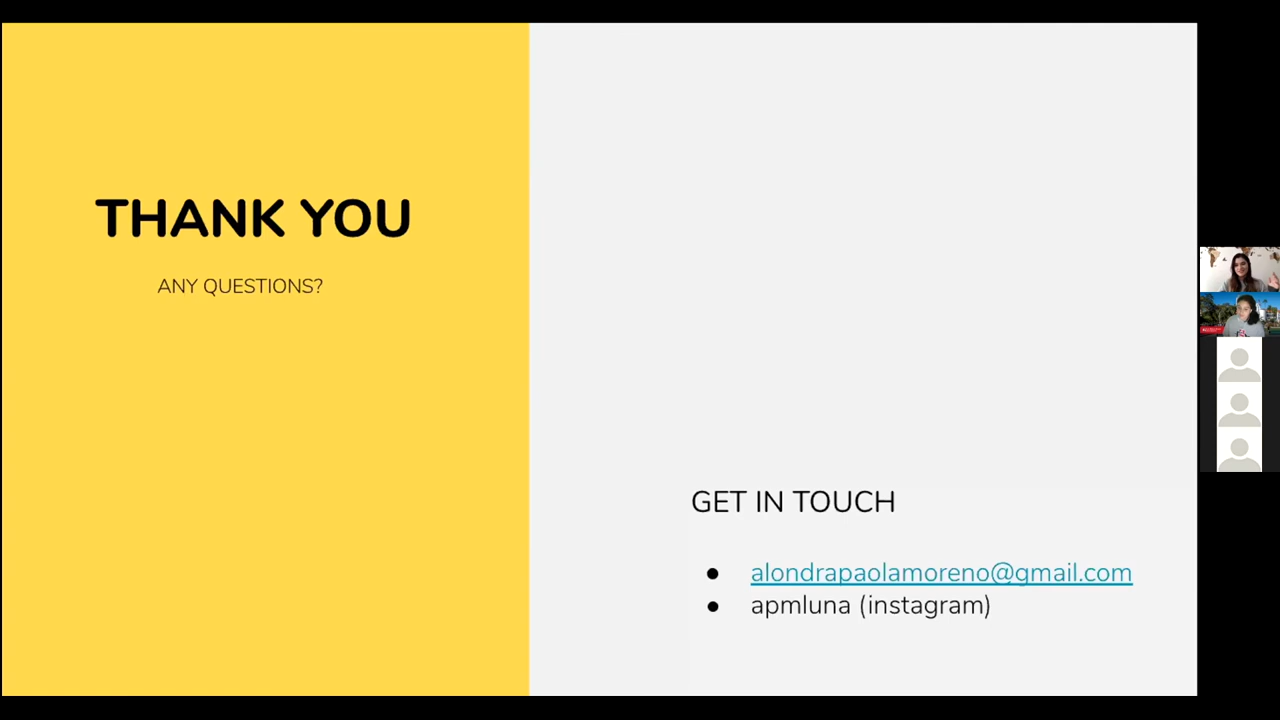 THANK YOU
ANY QUESTIONS?
GET IN TOUCH
● alondrapaolamoreno@gmail.com
● apmluna (instagram)